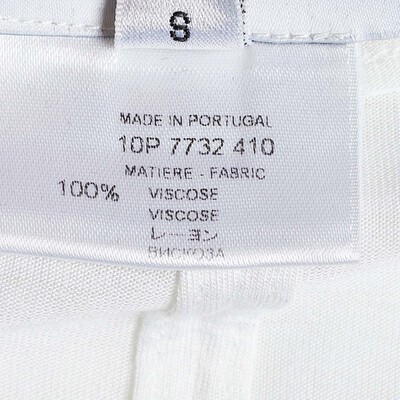 S
MADE IN PORTUGAL
10P 7732 410
MATIERE - FABRIC
100% VISCOSE
VISCOSE
レーヨン
ВИСКОЗА